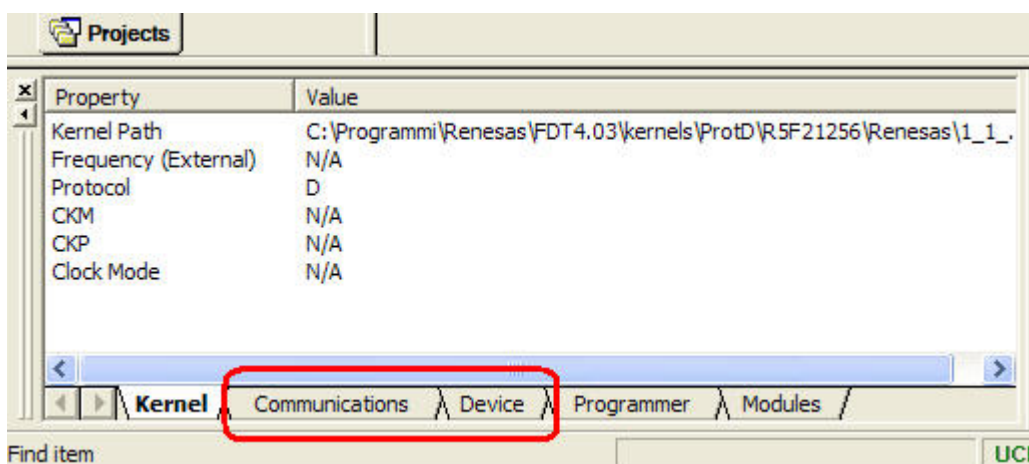 Projects
Property Value
Kernel Path C:\Programmi\Renesas\FDT4.03\kernels\ProtD\R5F21256\Renesas\1_1_.
Frequency (External) N/A
Protocol D
CKM N/A
CKP N/A
Clock Mode N/A
Kernel Communications Device Programmer Modules
Find item UC